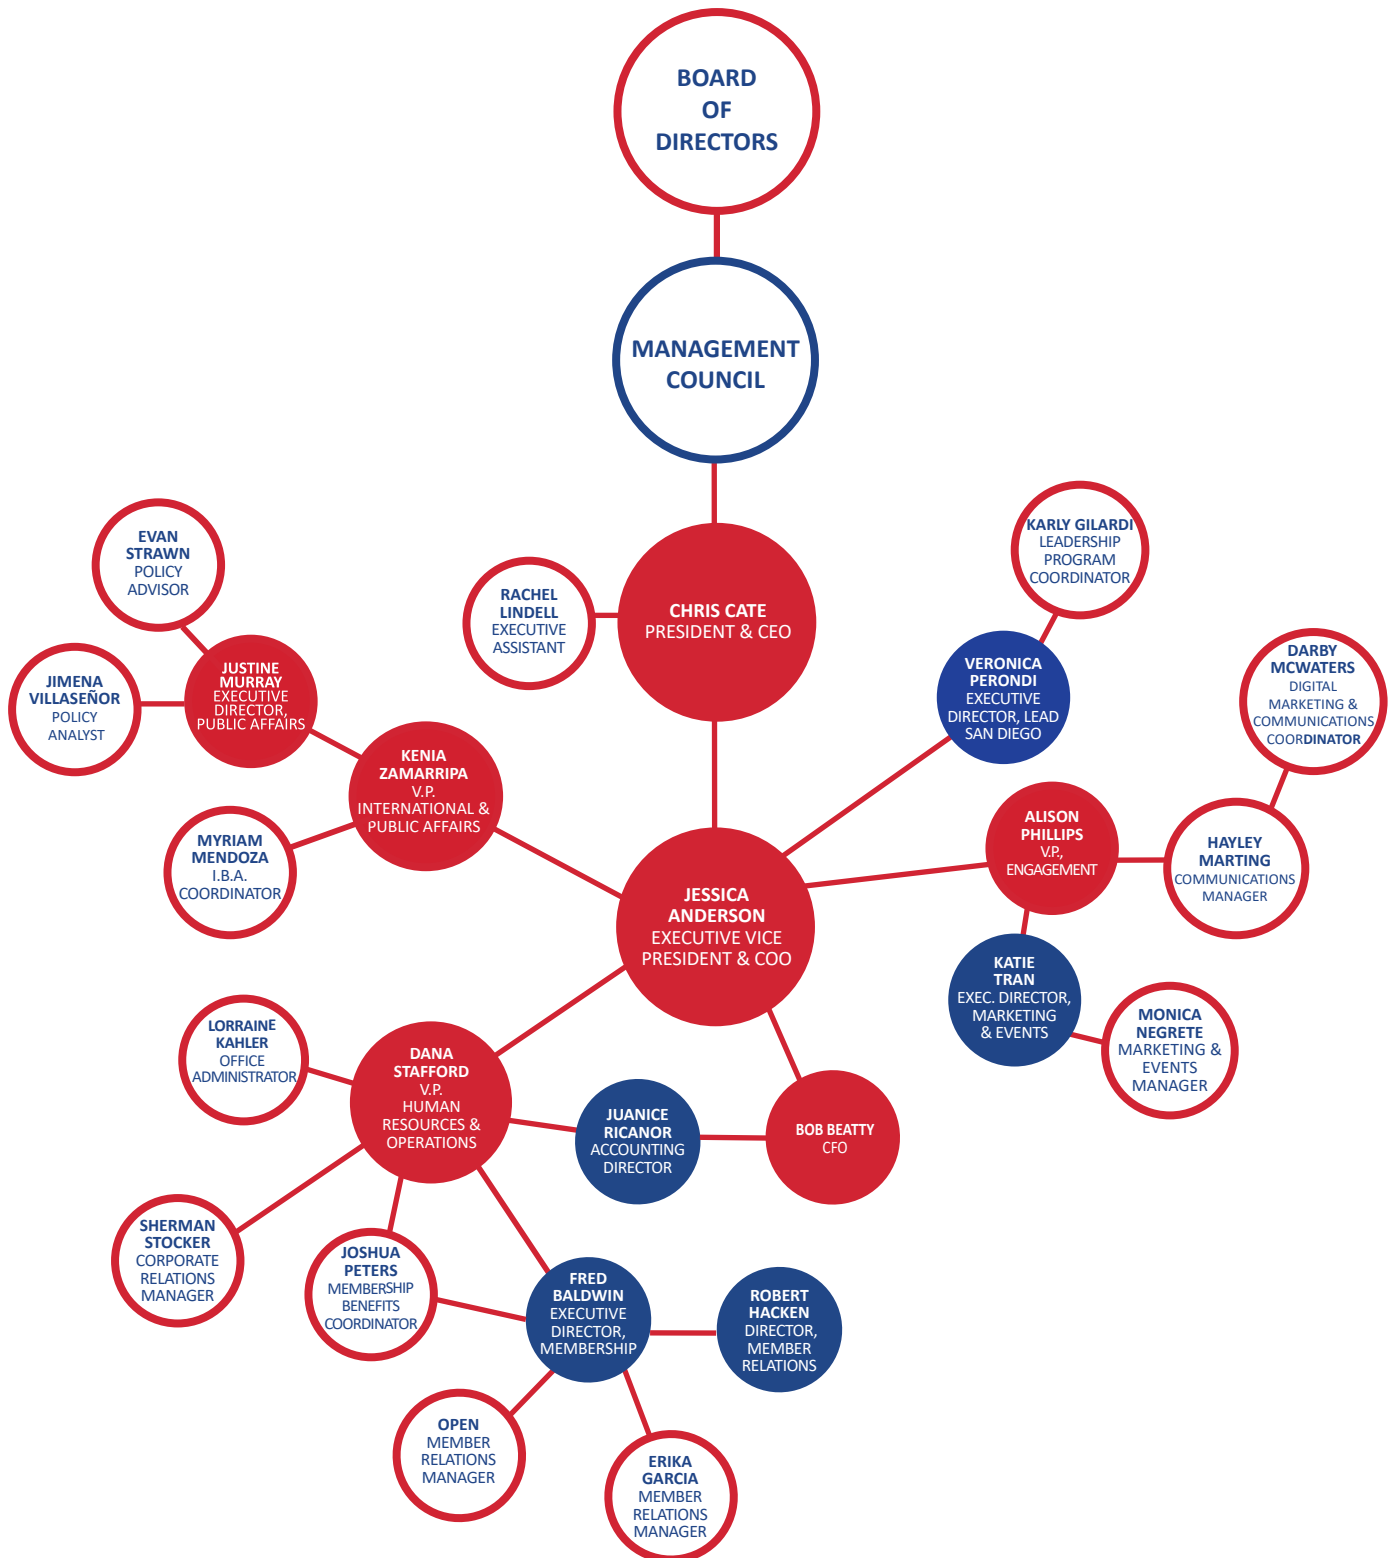 BOARD
OF
DIRECTORS
MANAGEMENT
COUNCIL
CHRIS CATE
PRESIDENT & CEO
RACHEL
LINDELL
EXECUTIVE
ASSISTANT
EVAN
STRAWN
POLICY
ADVISOR
JIMENA
VILLASEÑOR
POLICY
ANALYST
JUSTINE
MURRAY
EXECUTIVE
DIRECTOR,
PUBLIC AFFAIRS
KENIA
ZAMARRIPA
V.P.
INTERNATIONAL &
PUBLIC AFFAIRS
MYRIAM
MENDOZA
I.B.A.
COORDINATOR
KARLY GILARDI
LEADERSHIP
PROGRAM
COORDINATOR
VERONICA
PERONDI
EXECUTIVE
DIRECTOR, LEAD
SAN DIEGO
DARBY
MCWATERS
DIGITAL
MARKETING &
COMMUNICATIONS
COORDINATOR
ALISON
PHILLIPS
V.P.,
ENGAGEMENT
HAYLEY
MARTING
COMMUNICATIONS
MANAGER
JESSICA
ANDERSON
EXECUTIVE VICE
PRESIDENT & COO
KATIE
TRAN
EXEC. DIRECTOR,
MARKETING
& EVENTS
MONICA
NEGRETE
MARKETING &
EVENTS
MANAGER
LORRAINE
KAHLER
OFFICE
ADMINISTRATOR
DANA
STAFFORD
V.P.
HUMAN
RESOURCES &
OPERATIONS
JUANICE
RICANOR
ACCOUNTING
DIRECTOR
BOB BEATTY
CFO
SHERMAN
STOCKER
CORPORATE
RELATIONS
MANAGER
JOSHUA
PETERS
MEMBERSHIP
BENEFITS
COORDINATOR
FRED
BALDWIN
EXECUTIVE
DIRECTOR,
MEMBERSHIP
ROBERT
HACKEN
DIRECTOR,
MEMBER
RELATIONS
OPEN
MEMBER
RELATIONS
MANAGER
ERIKA
GARCIA
MEMBER
RELATIONS
MANAGER